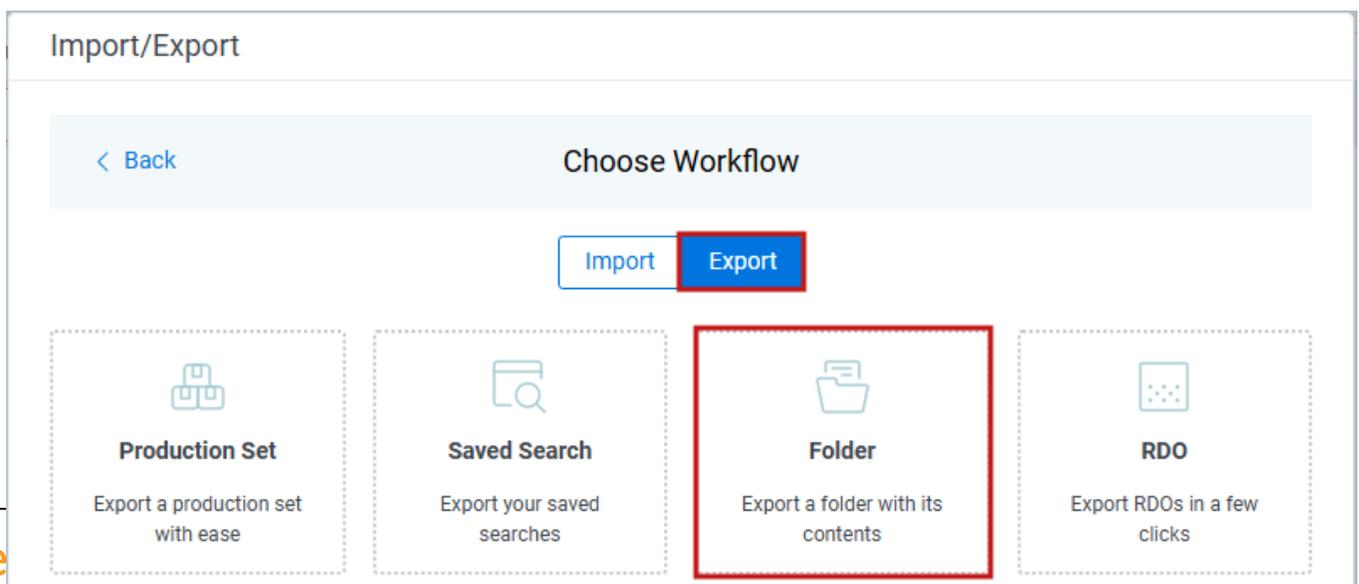 Import/Export
Back
Choose Workflow
Import
Export
Production Set
Export a production set
with ease
Saved Search
Export your saved
searches
Folder
Export a folder with its
contents
RDO
Export RDOs in a few
clicks